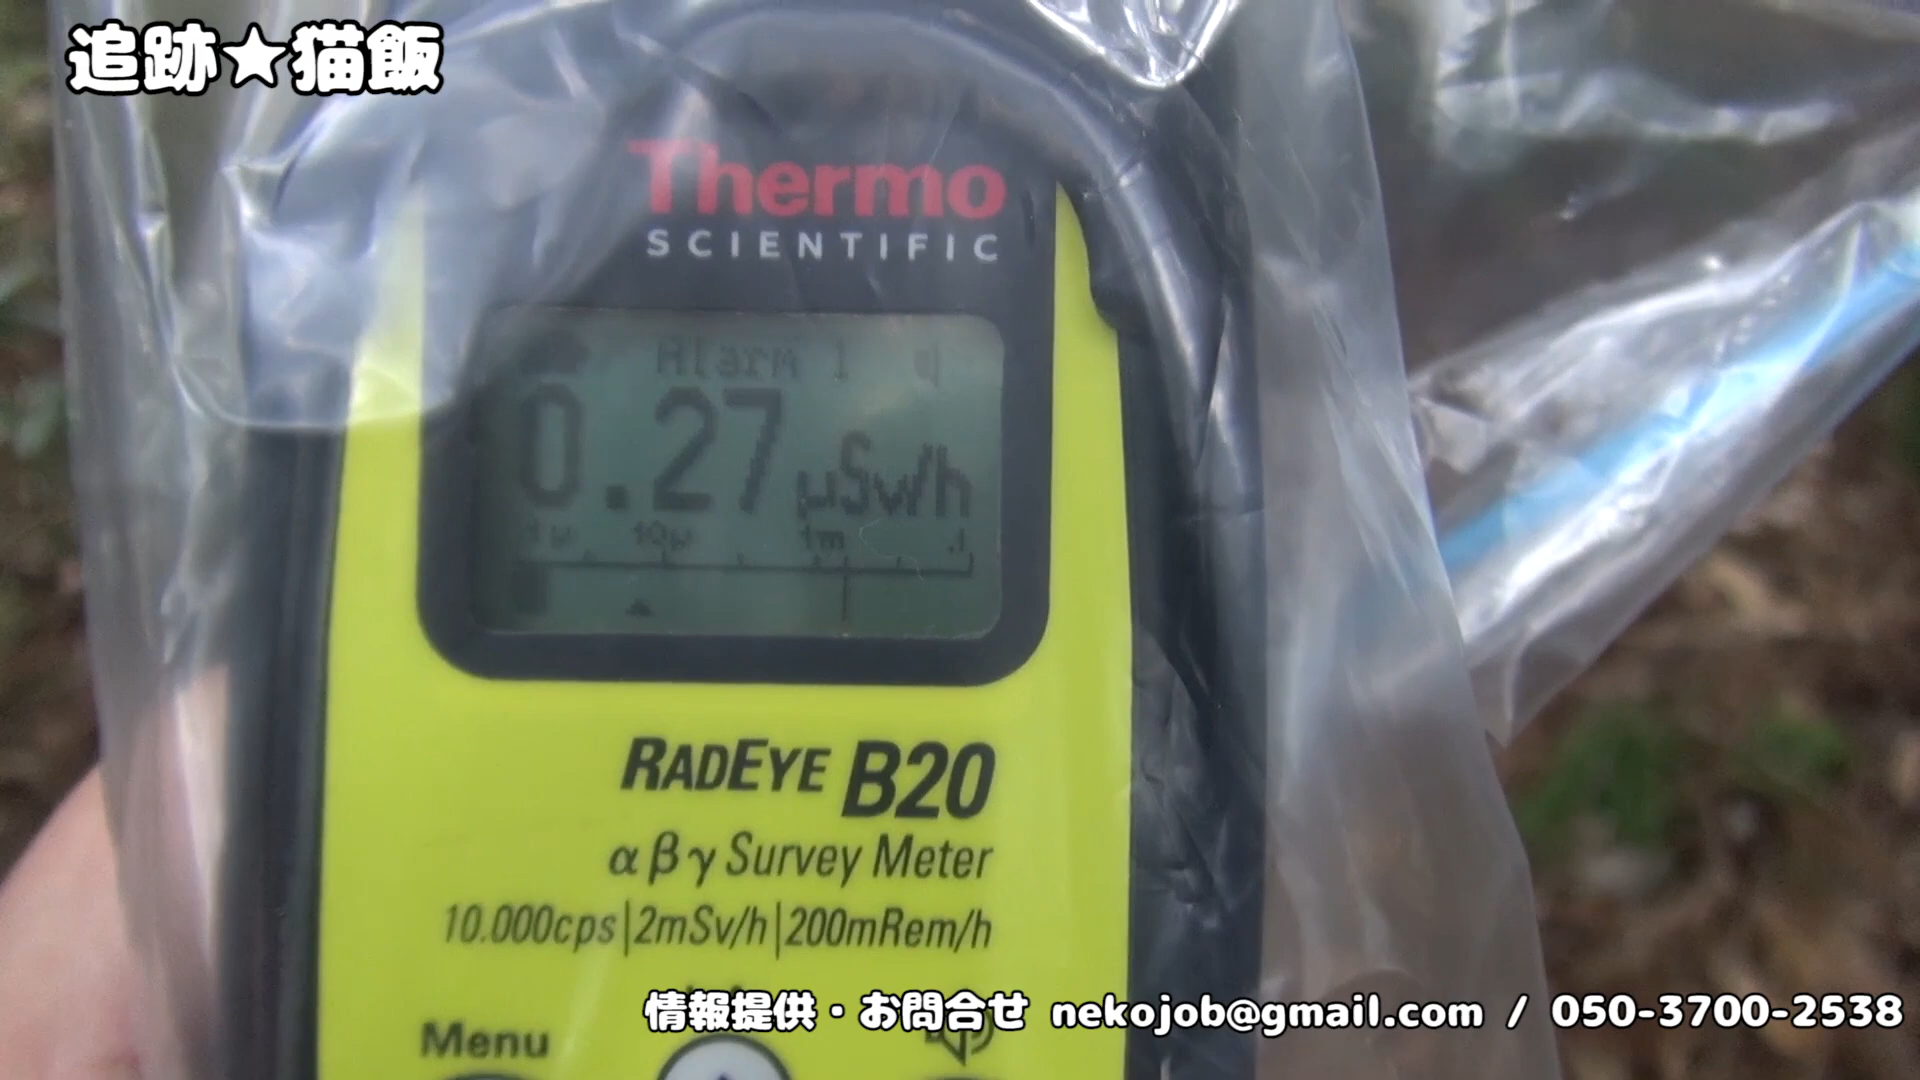 追跡★猫飯
Thermo
SCIENTIFIC
Alarm 1
0.27 µSv/h
1µ 10µ 1m .1
RADEYE B20
α β γ Survey Meter
10.000cps|2mSv/h|200mRem/h
情報提供・お問合せ nekojob@gmail.com / 050-3700-2538
Menu